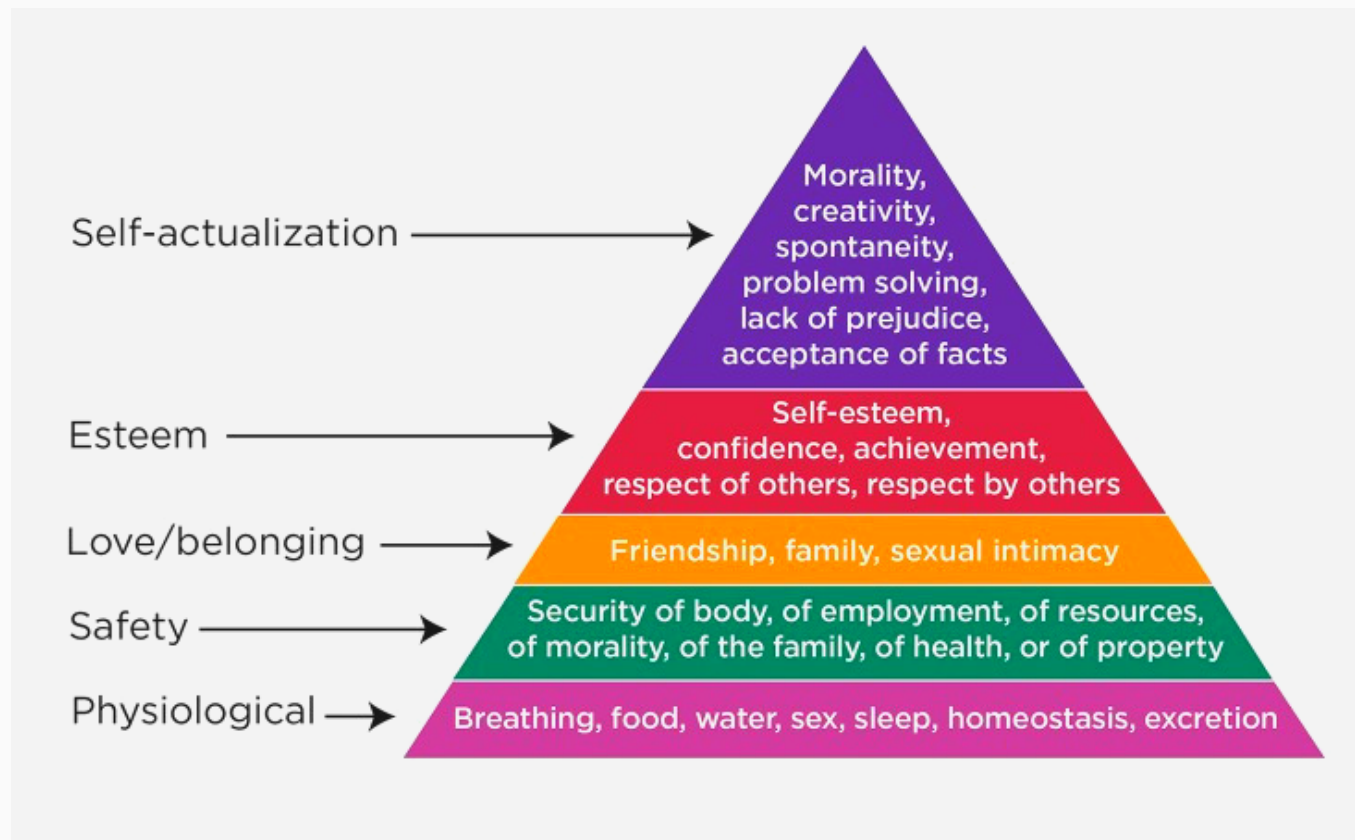 Self-actualization
Morality,
creativity,
spontaneity,
problem solving,
lack of prejudice,
acceptance of facts
Esteem
Self-esteem,
confidence, achievement,
respect of others, respect by others
Love/belonging
Friendship, family, sexual intimacy
Safety
Security of body, of employment, of resources,
of morality, of the family, of health, or of property
Physiological
Breathing, food, water, sex, sleep, homeostasis, excretion